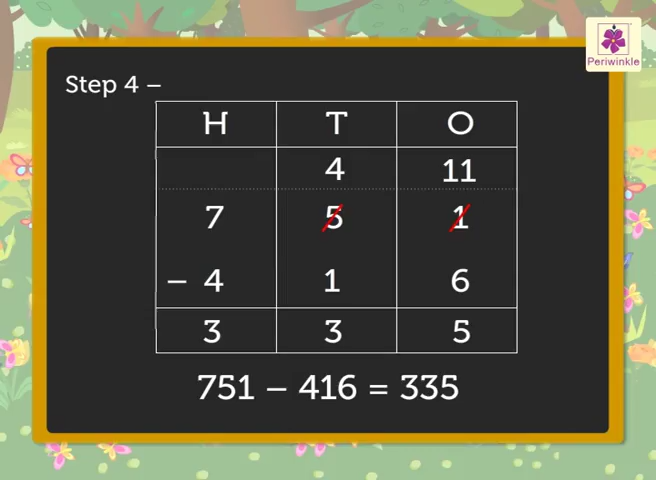 Periwinkle
Step 4 –
H T O
4 11
7 5 1
– 4 1 6
3 3 5
751 – 416 = 335